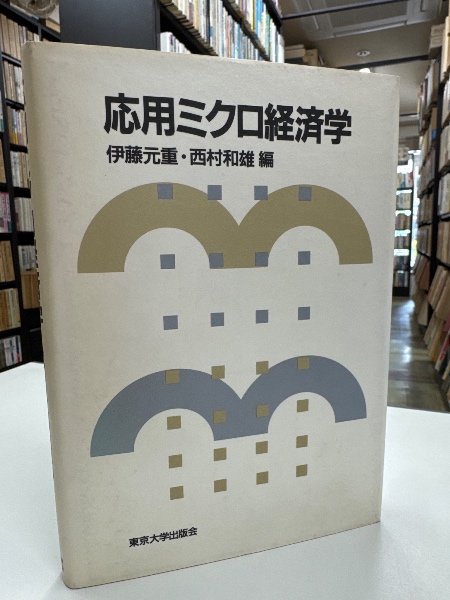 応用ミクロ経済学
伊藤元重・西村和雄 編
東京大学出版会